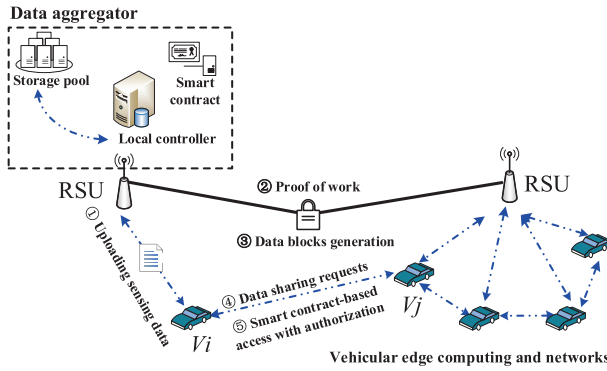 Data aggregator
Storage pool
Smart
contract
Local controller
RSU
② Proof of work
RSU
③ Data blocks generation
① Uploading sensing
data
④ Data sharing requests
⑤ Smart contract-based
access with authorization
Vi
Vj
Vehicular edge computing and networks